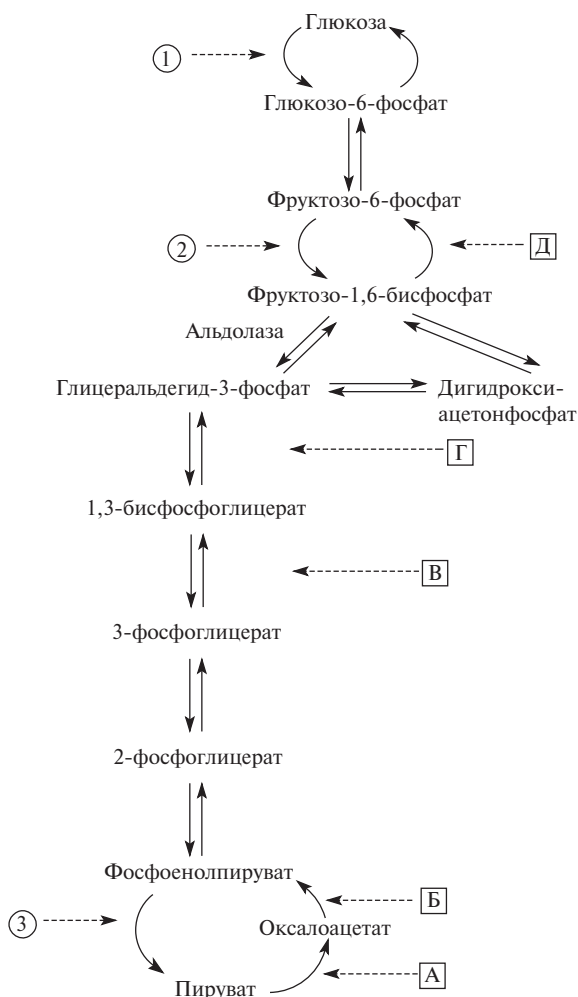 Глюкоза
1
Глюкозо-6-фосфат
Фруктозо-6-фосфат
2
Д
Фруктозо-1,6-бисфосфат
Альдолаза
Глицеральдегид-3-фосфат
Дигидрокси-
ацетонфосфат
Г
1,3-бисфосфоглицерат
В
3-фосфоглицерат
2-фосфоглицерат
Фосфоенолпируват
Б
3
Оксалоацетат
А
Пируват